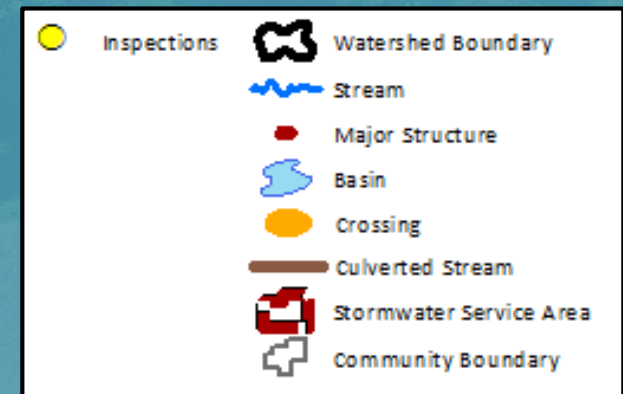 Inspections
Watershed Boundary
Stream
Major Structure
Basin
Crossing
Culverted Stream
Stormwater Service Area
Community Boundary